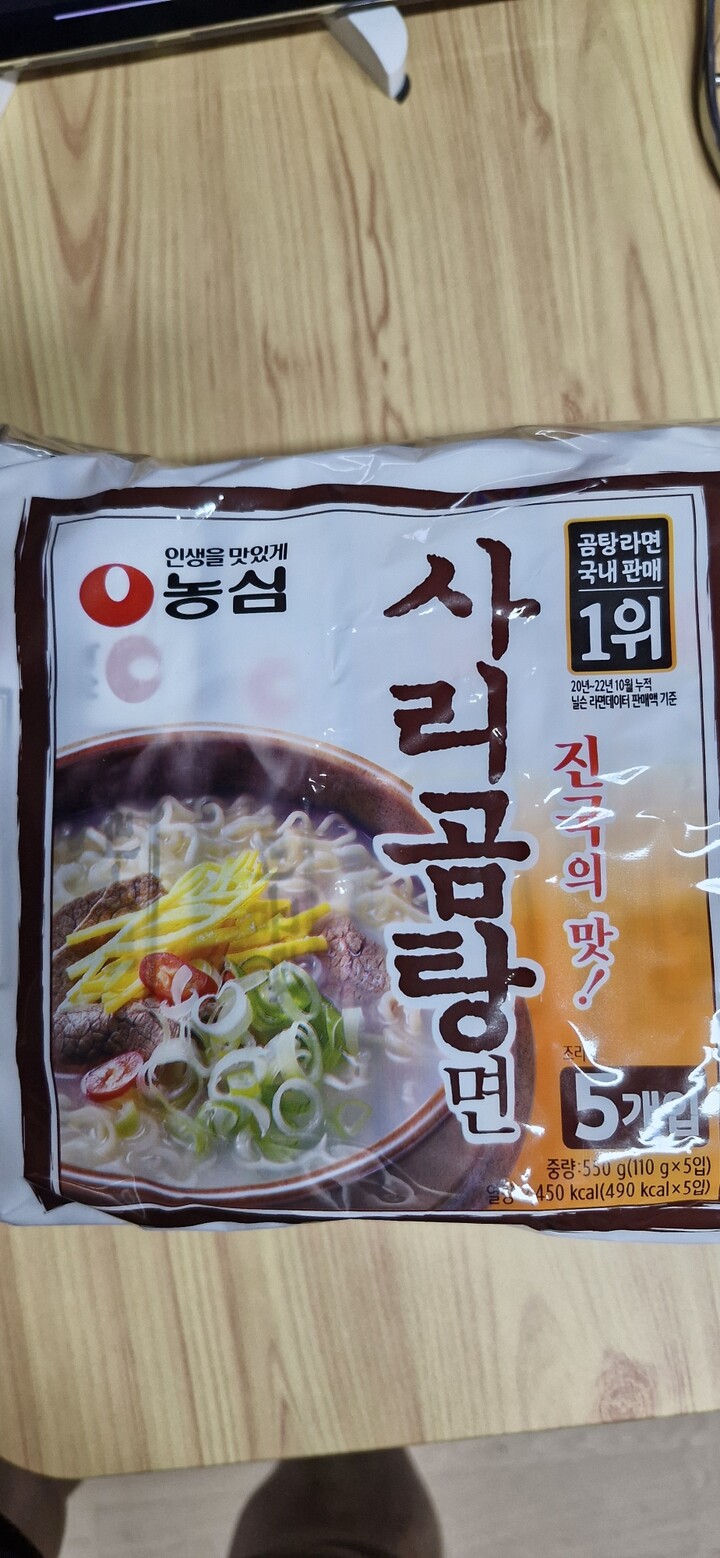 인생을 맛있게
농심
사리곰탕면
곰탕라면
국내 판매
1위
20년~22년 10월 누적
닐슨 라면데이터 판매액 기준
진국의 맛!
조리
5개입
중량:550 g(110 g×5입)
450 kcal(490 kcal×5입)